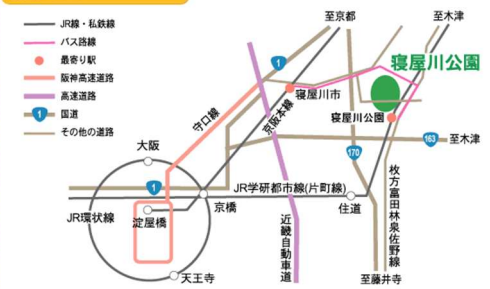 JR線・私鉄線
バス路線
最寄り駅
阪神高速道路
高速道路
1 国道
その他の道路
至京都
至木津
寝屋川公園
1
守口線
京阪本線
寝屋川市
寝屋川公園
163
至木津
170
大阪
1
JR学研都市線(片町線)
JR環状線
淀屋橋
京橋
住道
枚方富田林泉佐野線
近畿自動車道
天王寺
至藤井寺